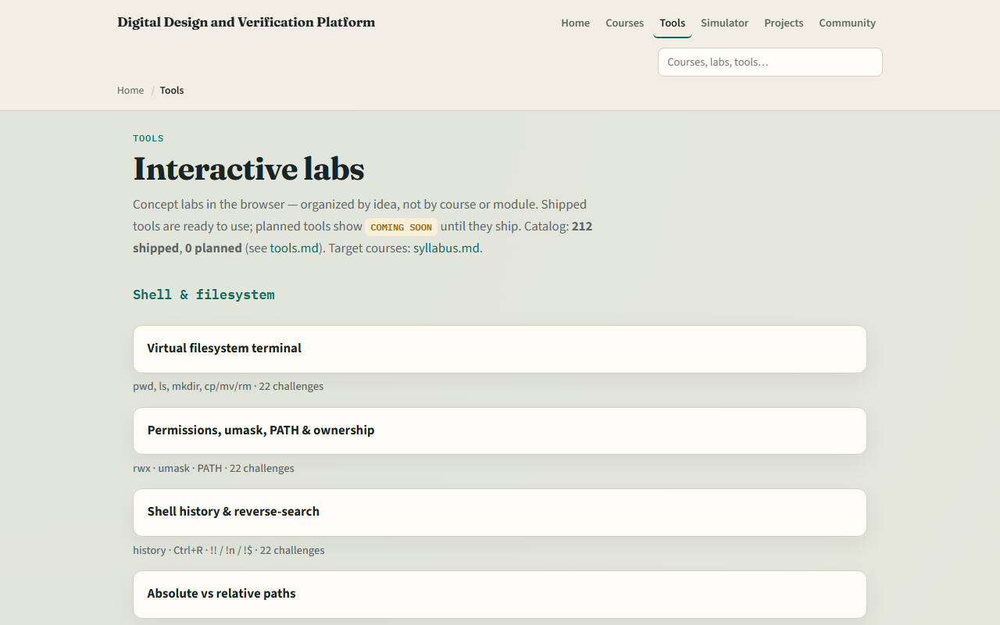 Digital Design and Verification Platform
Home Courses Tools Simulator Projects Community
Courses, labs, tools…
Home / Tools
TOOLS
Interactive labs
Concept labs in the browser — organized by idea, not by course or module. Shipped
tools are ready to use; planned tools show COMING SOON until they ship. Catalog: 212
shipped, 0 planned (see tools.md). Target courses: syllabus.md.
Shell & filesystem
Virtual filesystem terminal
pwd, ls, mkdir, cp/mv/rm · 22 challenges
Permissions, umask, PATH & ownership
rwx · umask · PATH · 22 challenges
Shell history & reverse-search
history · Ctrl+R · !! / !n / !$ · 22 challenges
Absolute vs relative paths